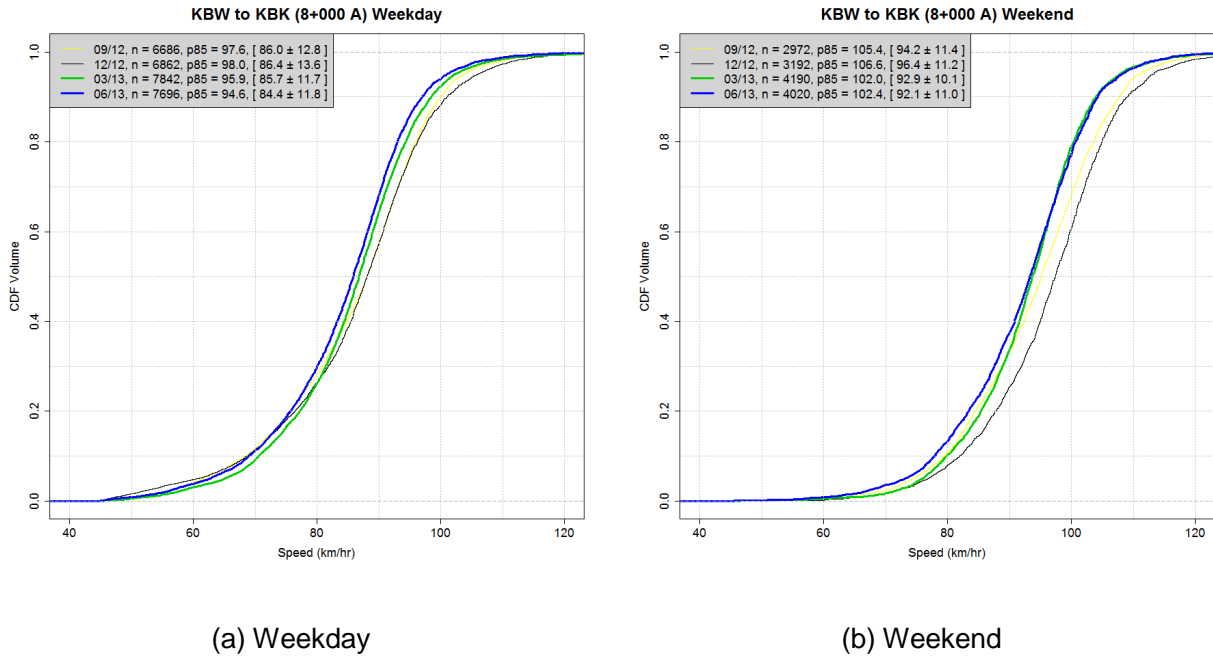 KBW to KBK (8+000 A) Weekday
09/12, n = 6686, p85 = 97.6, [ 86.0 ± 12.8 ]
12/12, n = 6862, p85 = 98.0, [ 86.4 ± 13.6 ]
03/13, n = 7842, p85 = 95.9, [ 85.7 ± 11.7 ]
06/13, n = 7696, p85 = 94.6, [ 84.4 ± 11.8 ]
CDF Volume
1.0
0.8
0.6
0.4
0.2
0.0
40 60 80 100 120
Speed (km/hr)
(a) Weekday
KBW to KBK (8+000 A) Weekend
09/12, n = 2972, p85 = 105.4, [ 94.2 ± 11.4 ]
12/12, n = 3192, p85 = 106.6, [ 96.4 ± 11.2 ]
03/13, n = 4190, p85 = 102.0, [ 92.9 ± 10.1 ]
06/13, n = 4020, p85 = 102.4, [ 92.1 ± 11.0 ]
CDF Volume
1.0
0.8
0.6
0.4
0.2
0.0
40 60 80 100 120
Speed (km/hr)
(b) Weekend